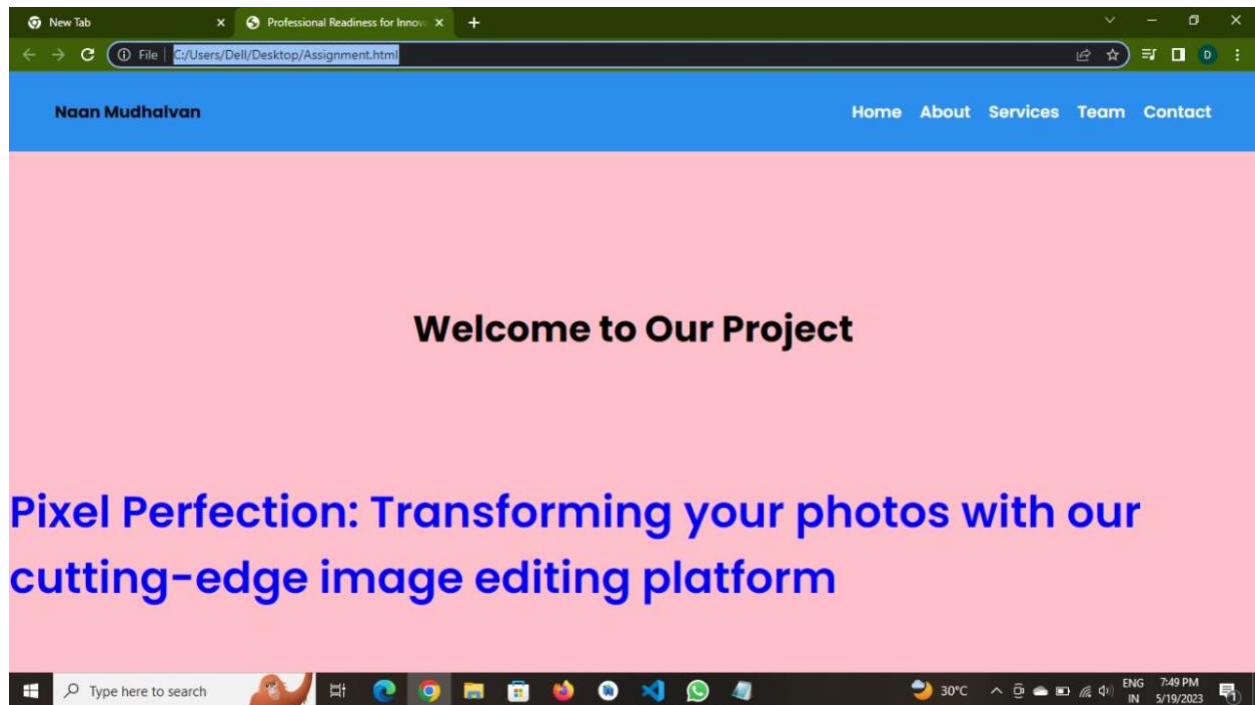 New Tab
Professional Readiness for Innov
File | C:/Users/Dell/Desktop/Assignment.html
D
Naan Mudhalvan
Home About Services Team Contact
Welcome to Our Project
Pixel Perfection: Transforming your photos with our
cutting-edge image editing platform
Type here to search
30°C
ENG
IN
7:49 PM
5/19/2023
1